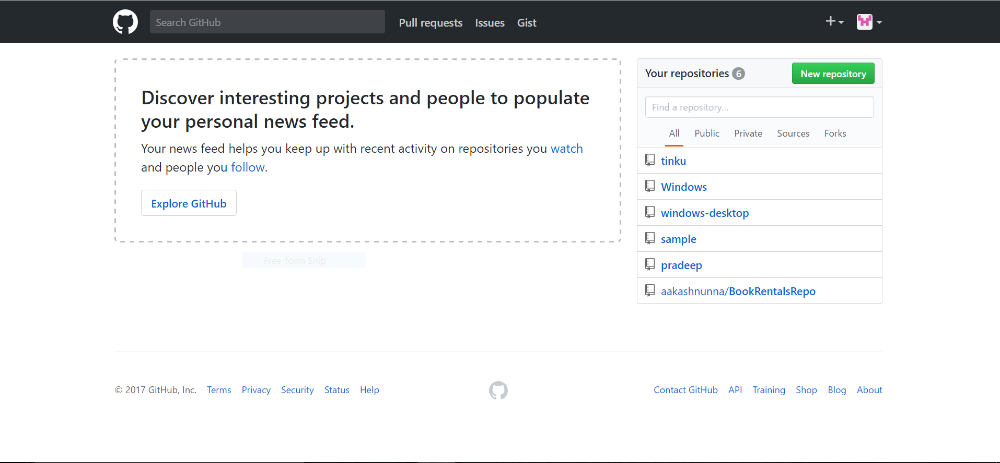 Search GitHub
Pull requests
Issues
Gist
Discover interesting projects and people to populate
your personal news feed.
Your news feed helps you keep up with recent activity on repositories you watch
and people you follow.
Explore GitHub
Free-form Snip
Your repositories 6
New repository
Find a repository...
All Public Private Sources Forks
tinku
Windows
windows-desktop
sample
pradeep
aakashnunna/BookRentalsRepo
© 2017 GitHub, Inc. Terms Privacy Security Status Help
Contact GitHub API Training Shop Blog About